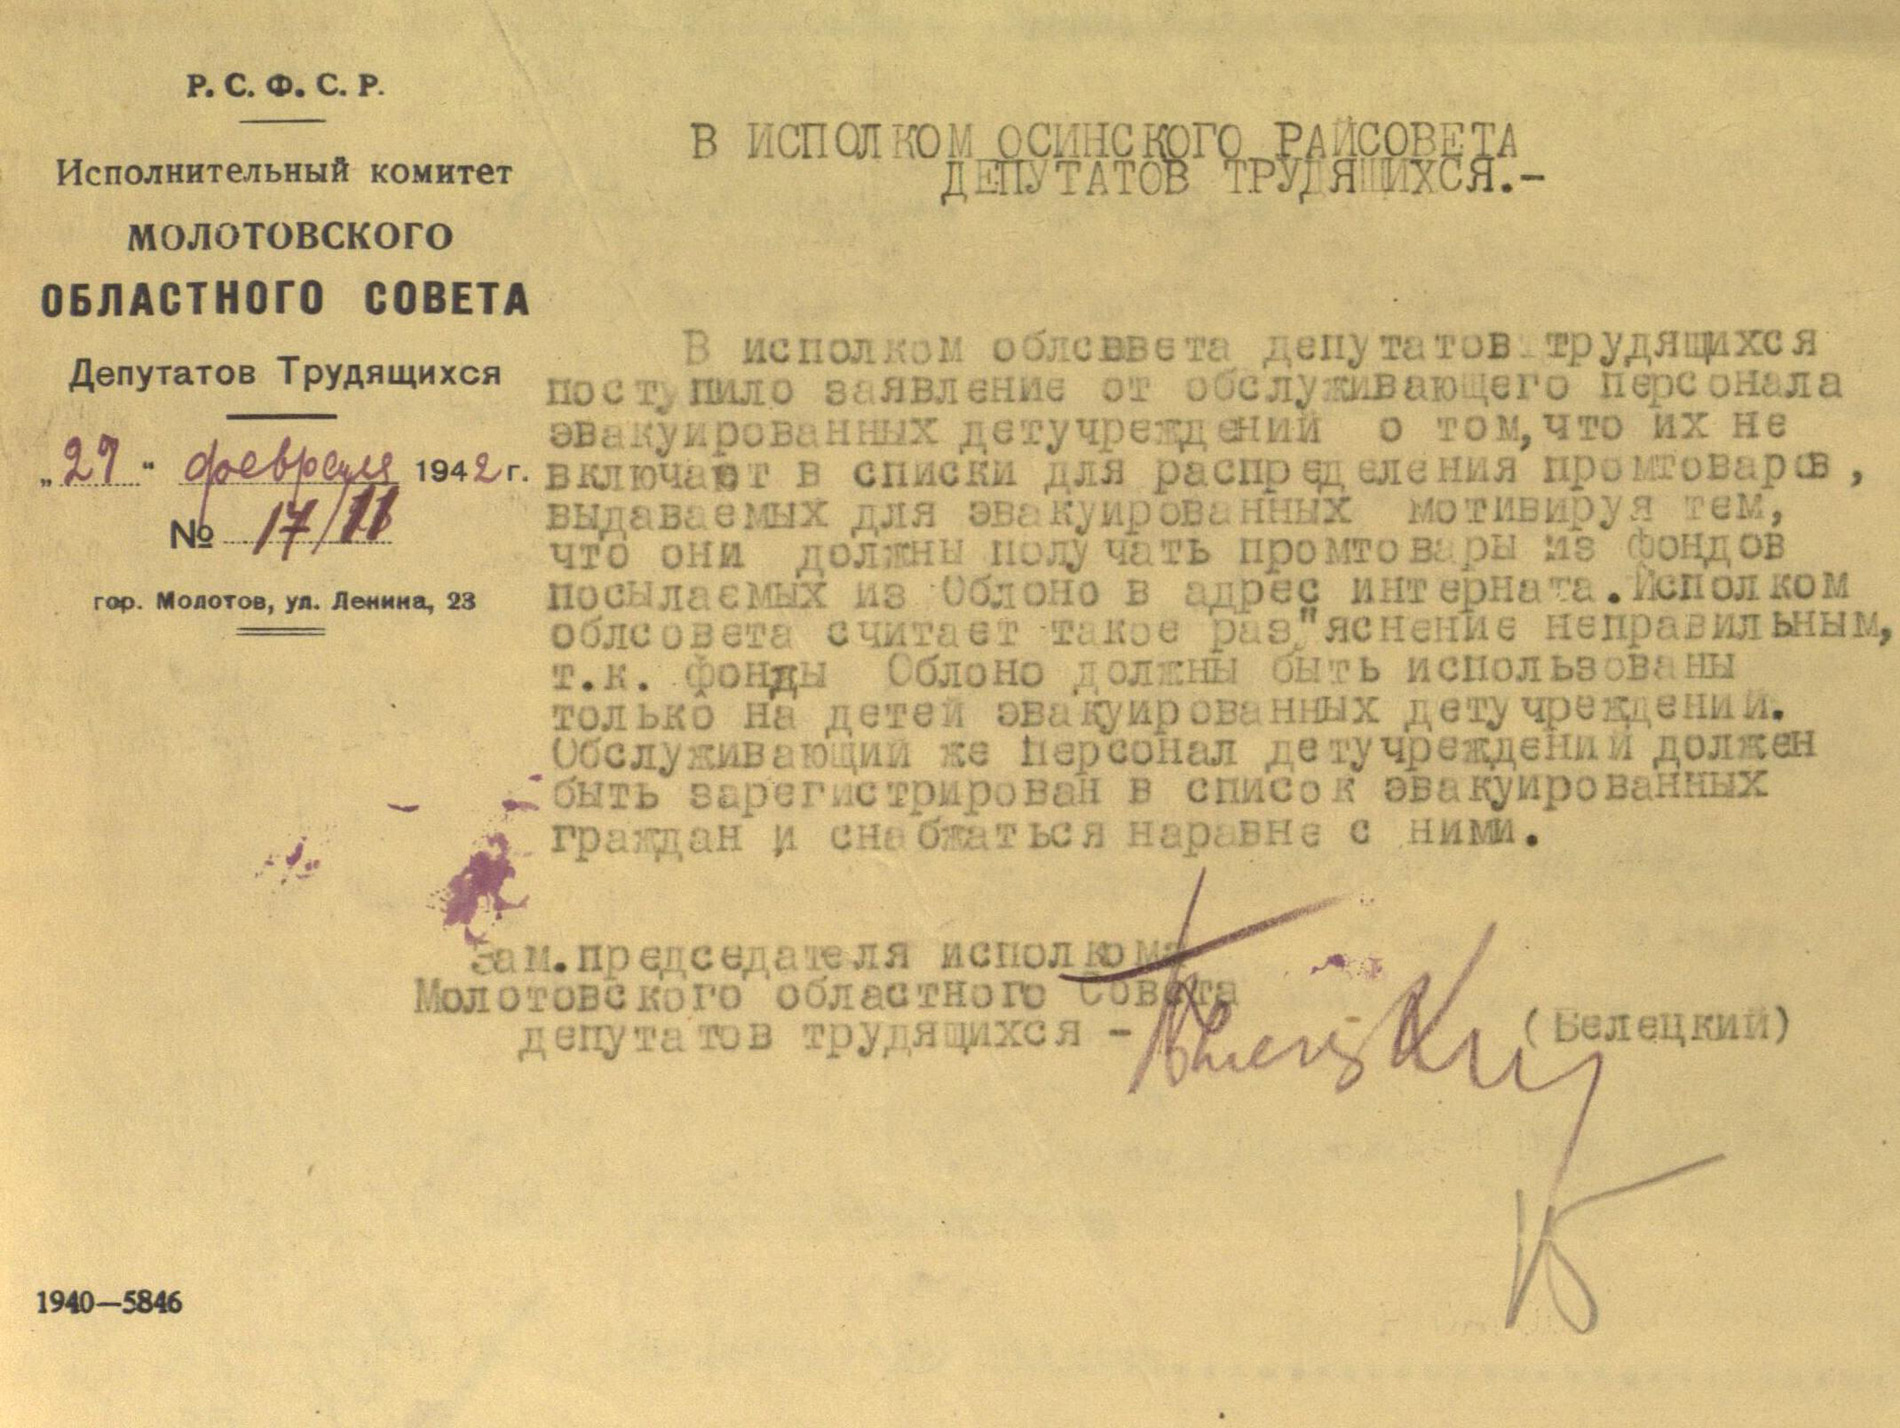 Р. С. Ф. С. Р.
Исполнительный комитет
МОЛОТОВСКОГО
ОБЛАСТНОГО СОВЕТА
Депутатов Трудящихся
„27“ февраля 1942 г.
№ 17/11
гор. Молотов, ул. Ленина, 23
В ИСПОЛКОМ ОСИНСКОГО РАЙСОВЕТА
ДЕПУТАТОВ ТРУДЯЩИХСЯ.-
В исполком облсввета депутатов трудящихся
поступило заявление от обслуживающего персонала
эвакуированных детучреждений о том,что их не
включают в списки для распределения промтоваров,
выдаваемых для эвакуированных мотивируя тем,
что они должны получать промтовары из фондов
посылаемых из Облоно в адрес интерната.Исполком
облсовета считает такое раз"яснение неправильным,
т.к. фонды Облоно должны быть использованы
только на детей эвакуированных детучреждений.
Обслуживающий же персонал детучреждений должен
быть зарегистрирован в список эвакуированных
граждан и снабжаться наравне с ними.
Зам.председателя исполкома
Молотовского областного Совета
депутатов трудящихся - (Белецкий)
1940—5846